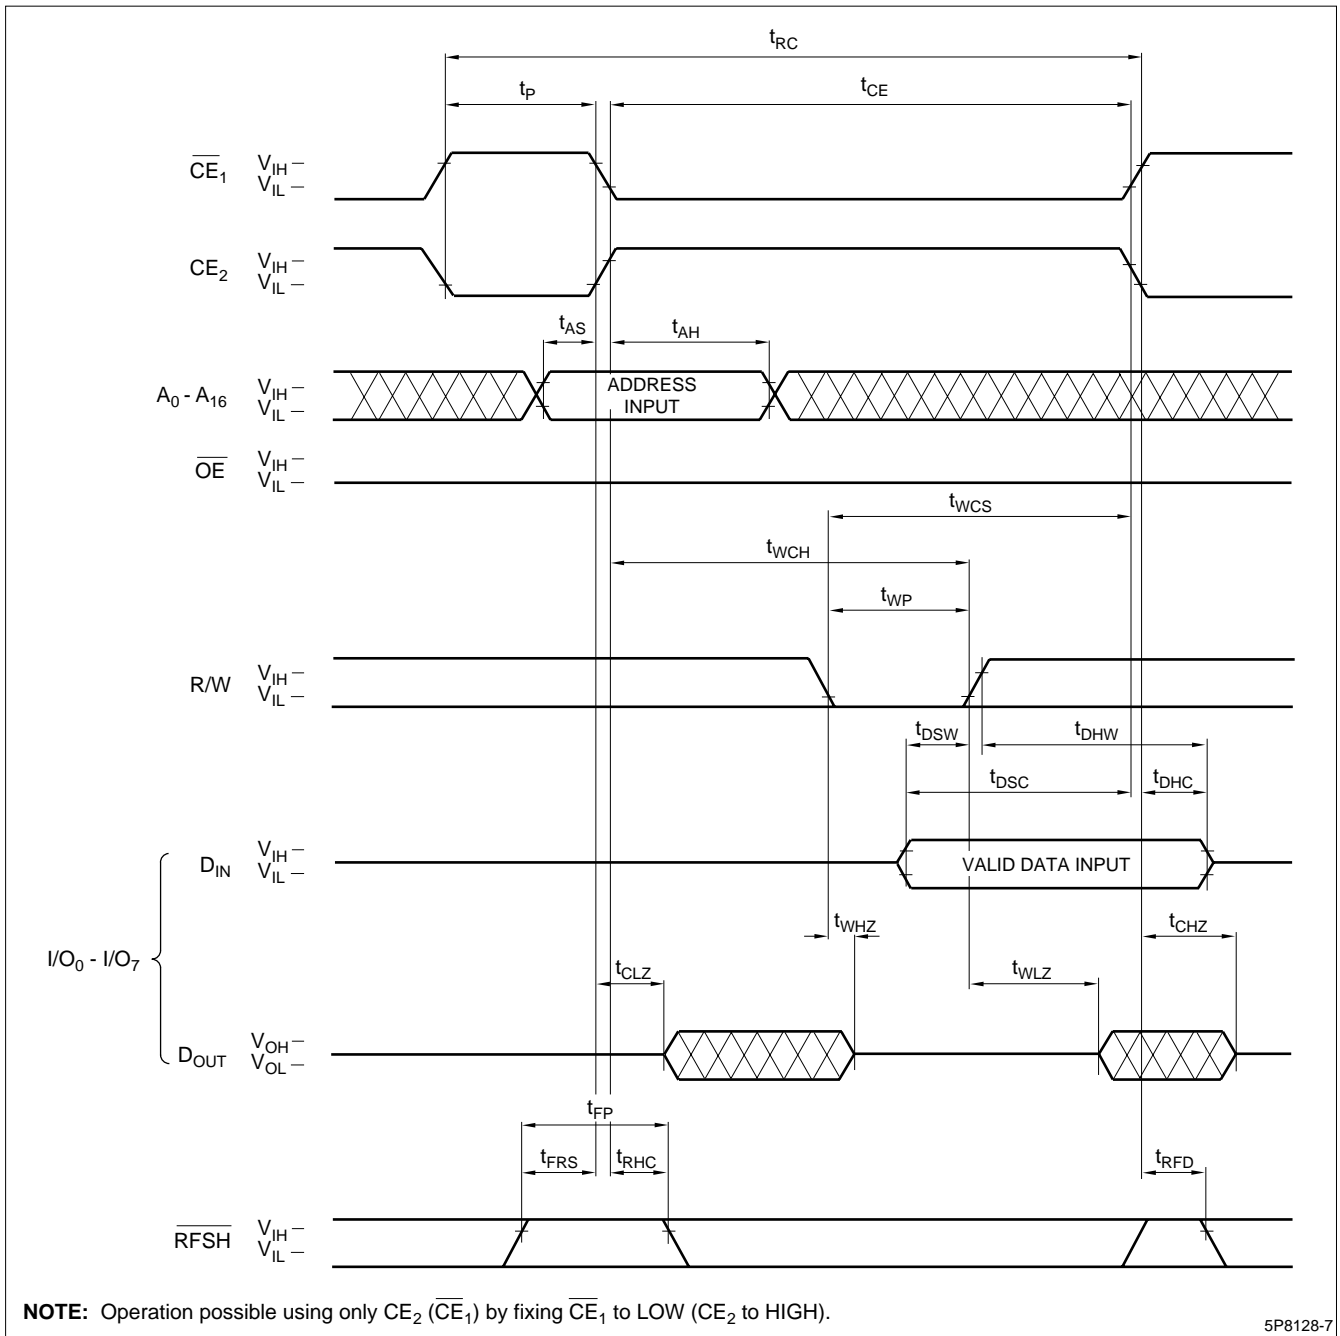 tRC
tP
tCE
CE1 VIH
VIL
CE2 VIH
VIL
tAS
tAH
A0 - A16 VIH
VIL
ADDRESS
INPUT
OE VIH
VIL
tWCS
tWCH
tWP
R/W VIH
VIL
tDSW
tDHW
tDSC
tDHC
DIN VIH
VIL
VALID DATA INPUT
tWHZ
tCHZ
I/O0 - I/O7
tCLZ
tWLZ
DOUT VOH
VOL
tFP
tFRS
tRHC
tRFD
RFSH VIH
VIL
NOTE: Operation possible using only CE2 (CE1) by fixing CE1 to LOW (CE2 to HIGH).
5P8128-7